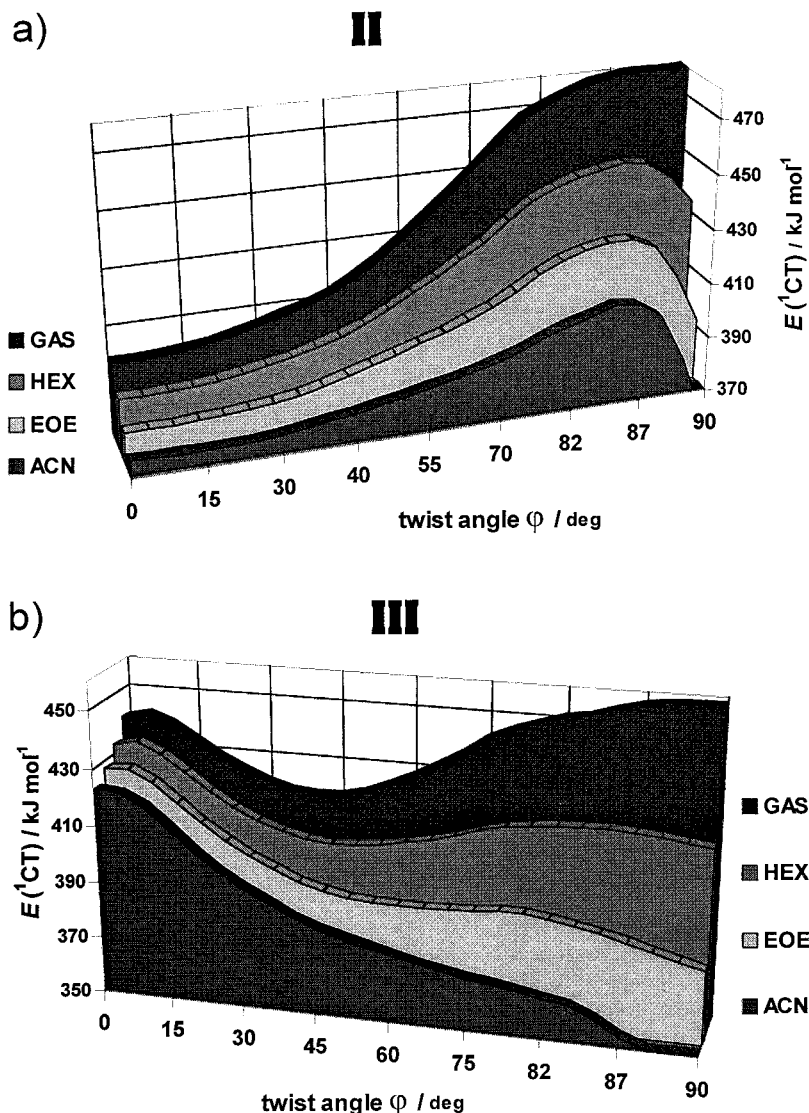 a)
II
470
450
430
410
390
370
E (¹CT) / kJ mol⁻¹
GAS
HEX
EOE
ACN
0 15 30 40 55 70 82 87 90
twist angle φ / deg
b)
III
E (¹CT) / kJ mol⁻¹
450
430
410
390
370
350
GAS
HEX
EOE
ACN
0 15 30 45 60 75 82 87 90
twist angle φ / deg